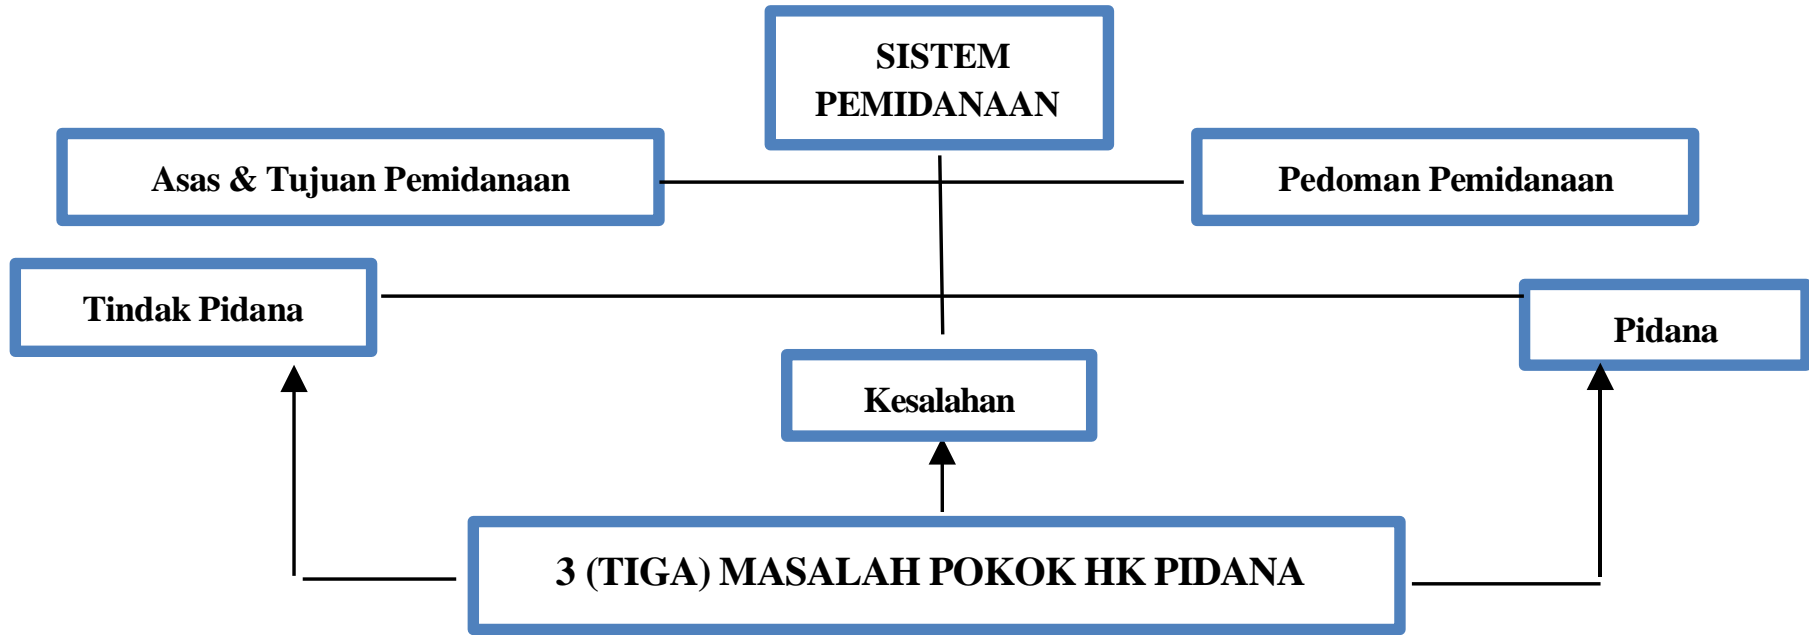 SISTEM
PEMIDANAAN
Asas & Tujuan Pemidanaan
Pedoman Pemidanaan
Tindak Pidana
Pidana
Kesalahan
3 (TIGA) MASALAH POKOK HK PIDANA